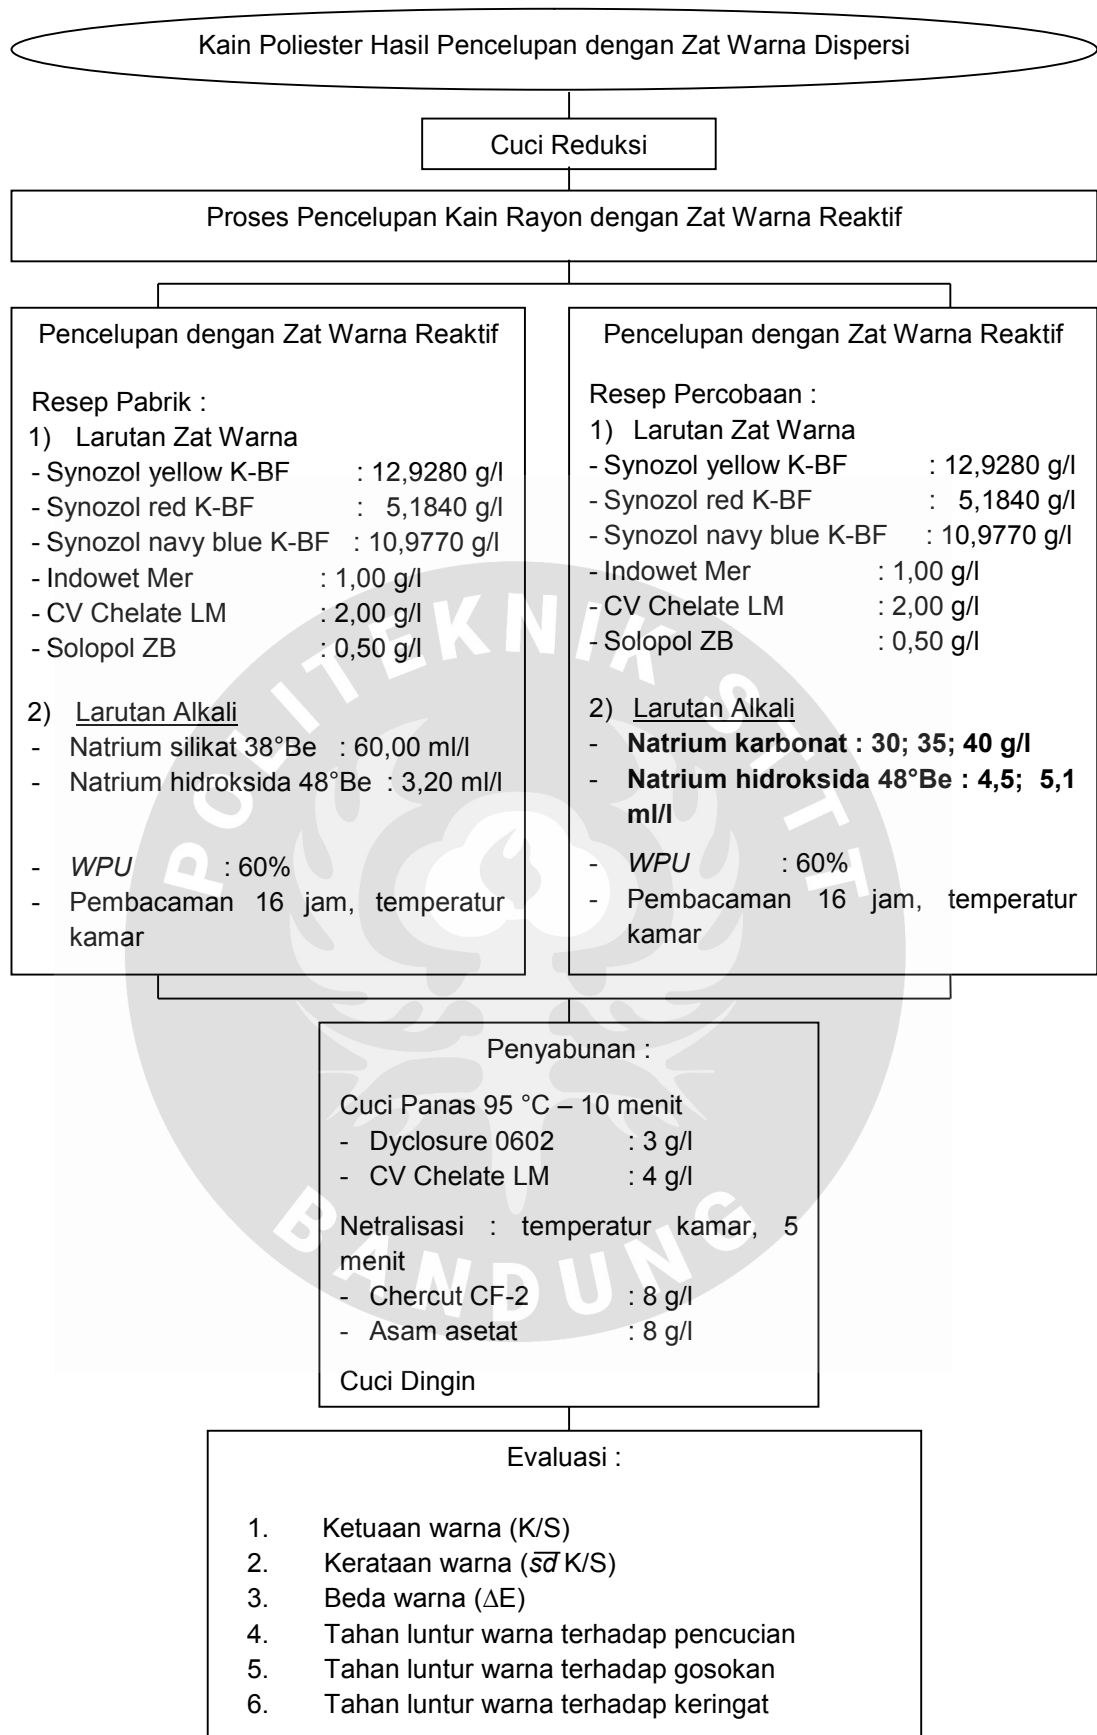 Kain Poliester Hasil Pencelupan dengan Zat Warna Dispersi
Cuci Reduksi
Proses Pencelupan Kain Rayon dengan Zat Warna Reaktif
Pencelupan dengan Zat Warna Reaktif
Resep Pabrik :
1) Larutan Zat Warna
- Synozol yellow K-BF : 12,9280 g/l
- Synozol red K-BF : 5,1840 g/l
- Synozol navy blue K-BF : 10,9770 g/l
- Indowet Mer : 1,00 g/l
- CV Chelate LM : 2,00 g/l
- Solopol ZB : 0,50 g/l
2) Larutan Alkali
- Natrium silikat 38°Be : 60,00 ml/l
- Natrium hidroksida 48°Be : 3,20 ml/l
- WPU : 60%
- Pembacaman 16 jam, temperatur
kamar
Pencelupan dengan Zat Warna Reaktif
Resep Percobaan :
1) Larutan Zat Warna
- Synozol yellow K-BF : 12,9280 g/l
- Synozol red K-BF : 5,1840 g/l
- Synozol navy blue K-BF : 10,9770 g/l
- Indowet Mer : 1,00 g/l
- CV Chelate LM : 2,00 g/l
- Solopol ZB : 0,50 g/l
2) Larutan Alkali
- Natrium karbonat : 30; 35; 40 g/l
- Natrium hidroksida 48°Be : 4,5; 5,1
ml/l
- WPU : 60%
- Pembacaman 16 jam, temperatur
kamar
Penyabunan :
Cuci Panas 95 °C – 10 menit
- Dyclosure 0602 : 3 g/l
- CV Chelate LM : 4 g/l
Netralisasi : temperatur kamar, 5
menit
- Chercut CF-2 : 8 g/l
- Asam asetat : 8 g/l
Cuci Dingin
Evaluasi :
1. Ketuaan warna (K/S)
2. Kerataan warna (s̅d̅ K/S)
3. Beda warna (∆E)
4. Tahan luntur warna terhadap pencucian
5. Tahan luntur warna terhadap gosokan
6. Tahan luntur warna terhadap keringat
POLITEKNIK STTT
BANDUNG